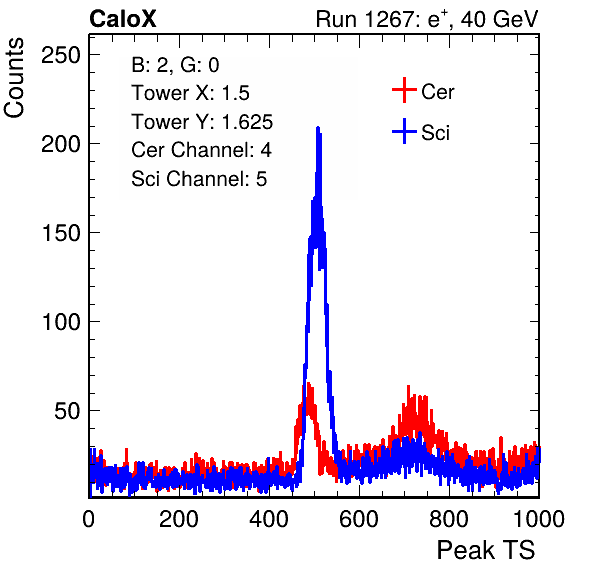 CaloX Run 1267: e⁺, 40 GeV
Counts
B: 2, G: 0
Tower X: 1.5
Tower Y: 1.625
Cer Channel: 4
Sci Channel: 5
Cer
Sci
250
200
150
100
50
0 200 400 600 800 1000
Peak TS